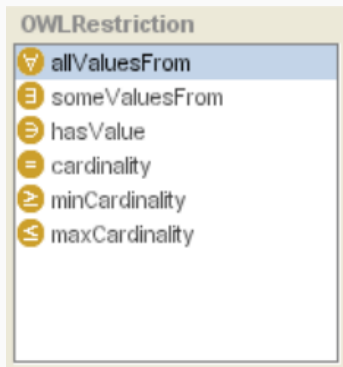 OWLRestriction
∀ allValuesFrom
∃ someValuesFrom
∋ hasValue
= cardinality
≥ minCardinality
≤ maxCardinality